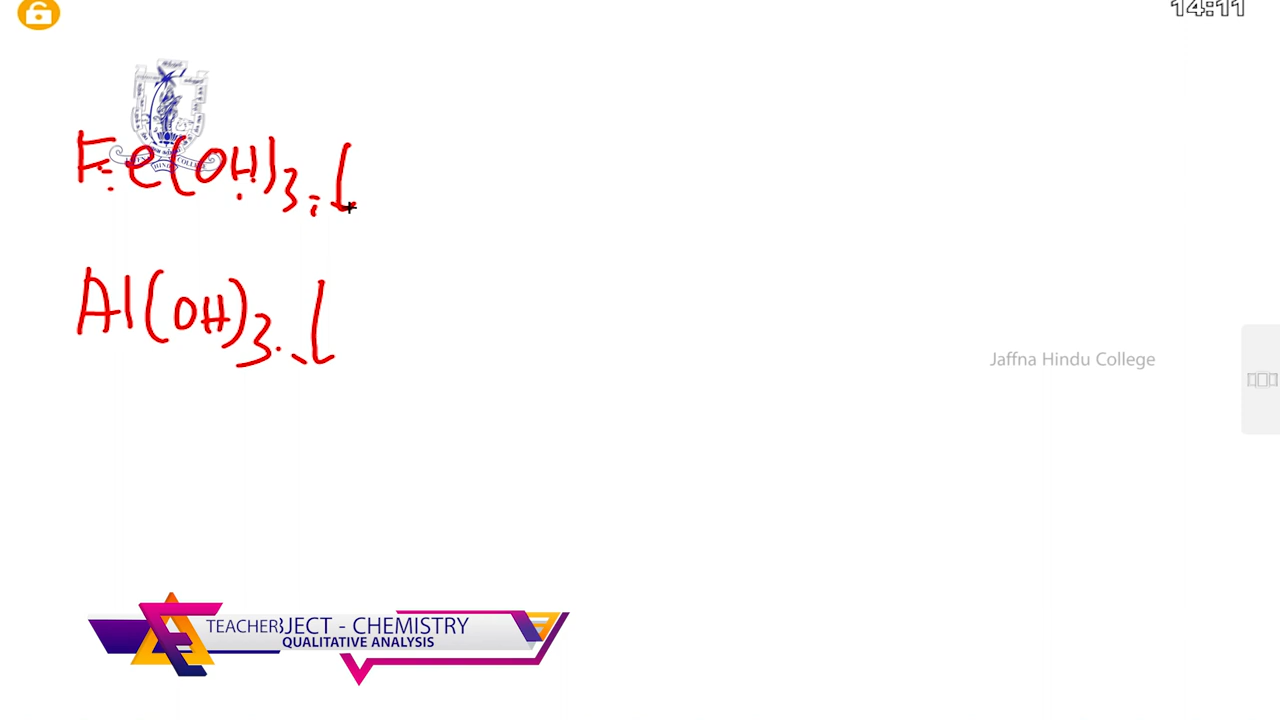 14:11
Fe(OH)3 ↓
Al(OH)3 ↓
Jaffna Hindu College
TEACHER JECT - CHEMISTRY
QUALITATIVE ANALYSIS